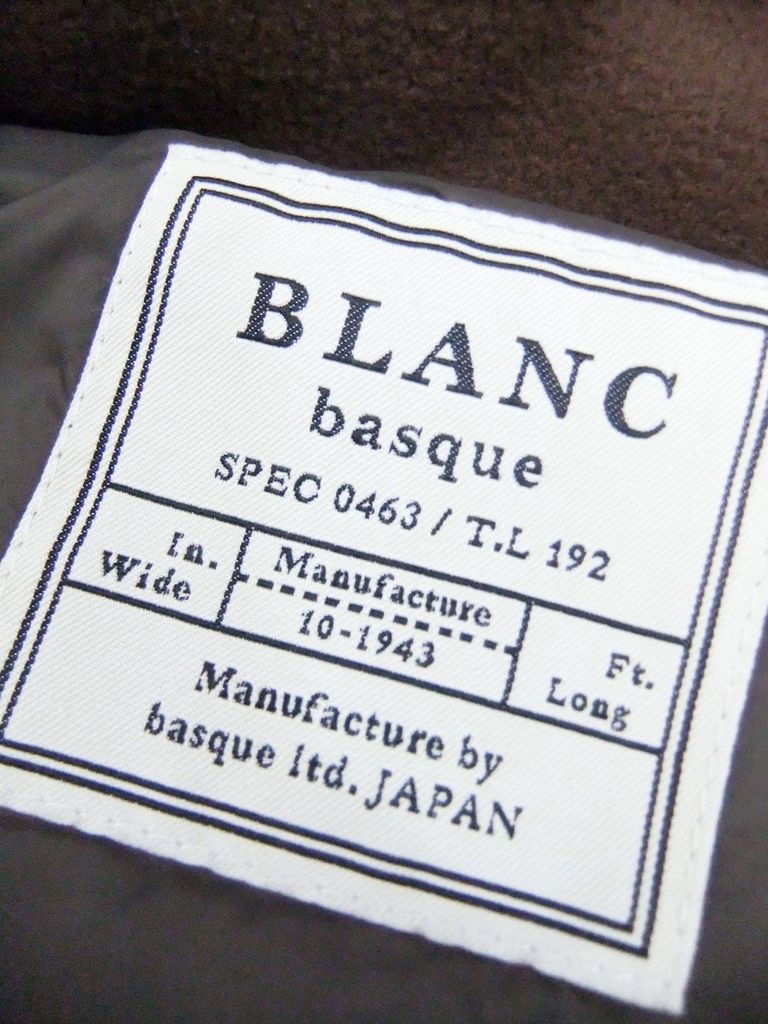 BLANC
basque
SPEC 0463 / T.L 192
In.
Wide
Manufacture
10-1943
Ft.
Long
Manufacture by
basque ltd. JAPAN